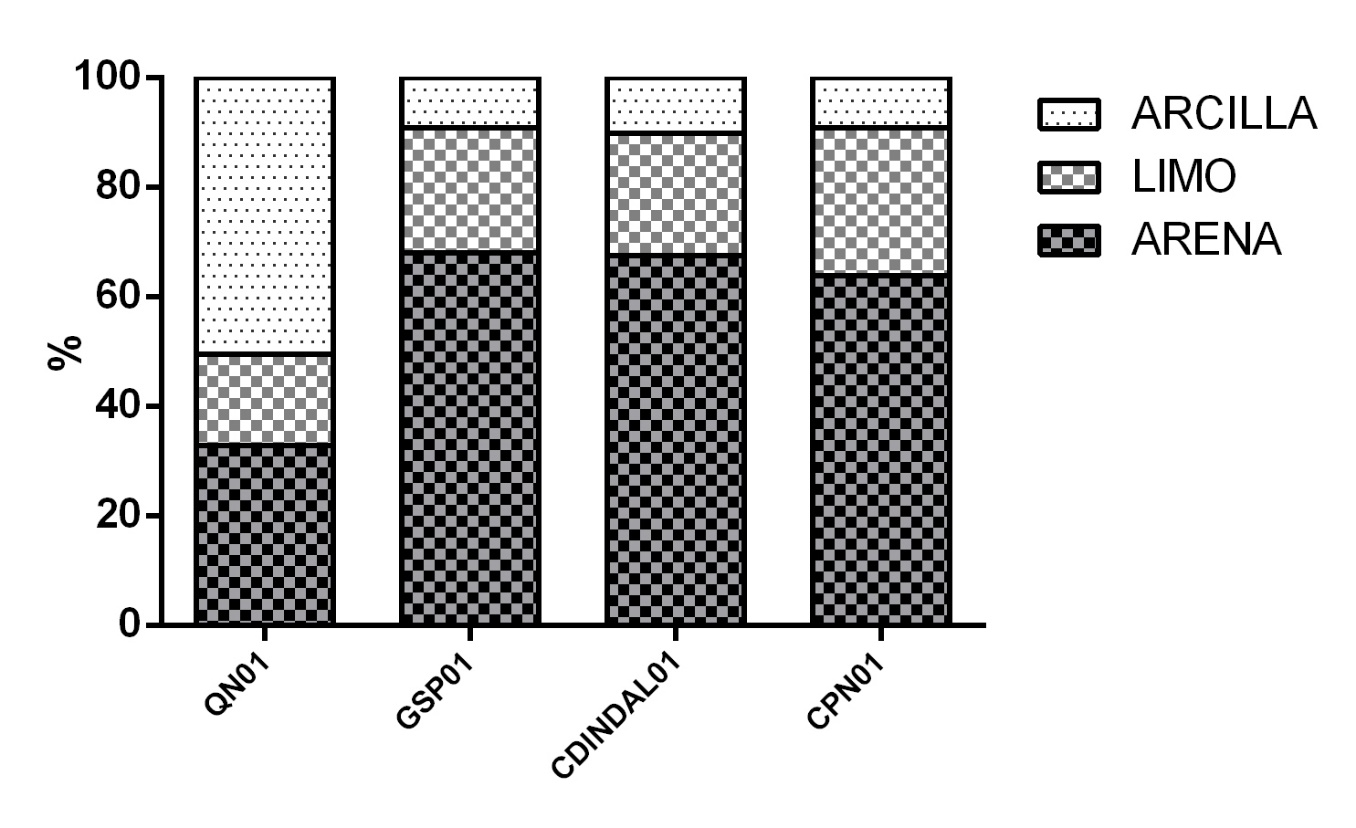 100
80
60
40
20
0
%
QN01
GSP01
CDINDAL01
CPN01
ARCILLA
LIMO
ARENA